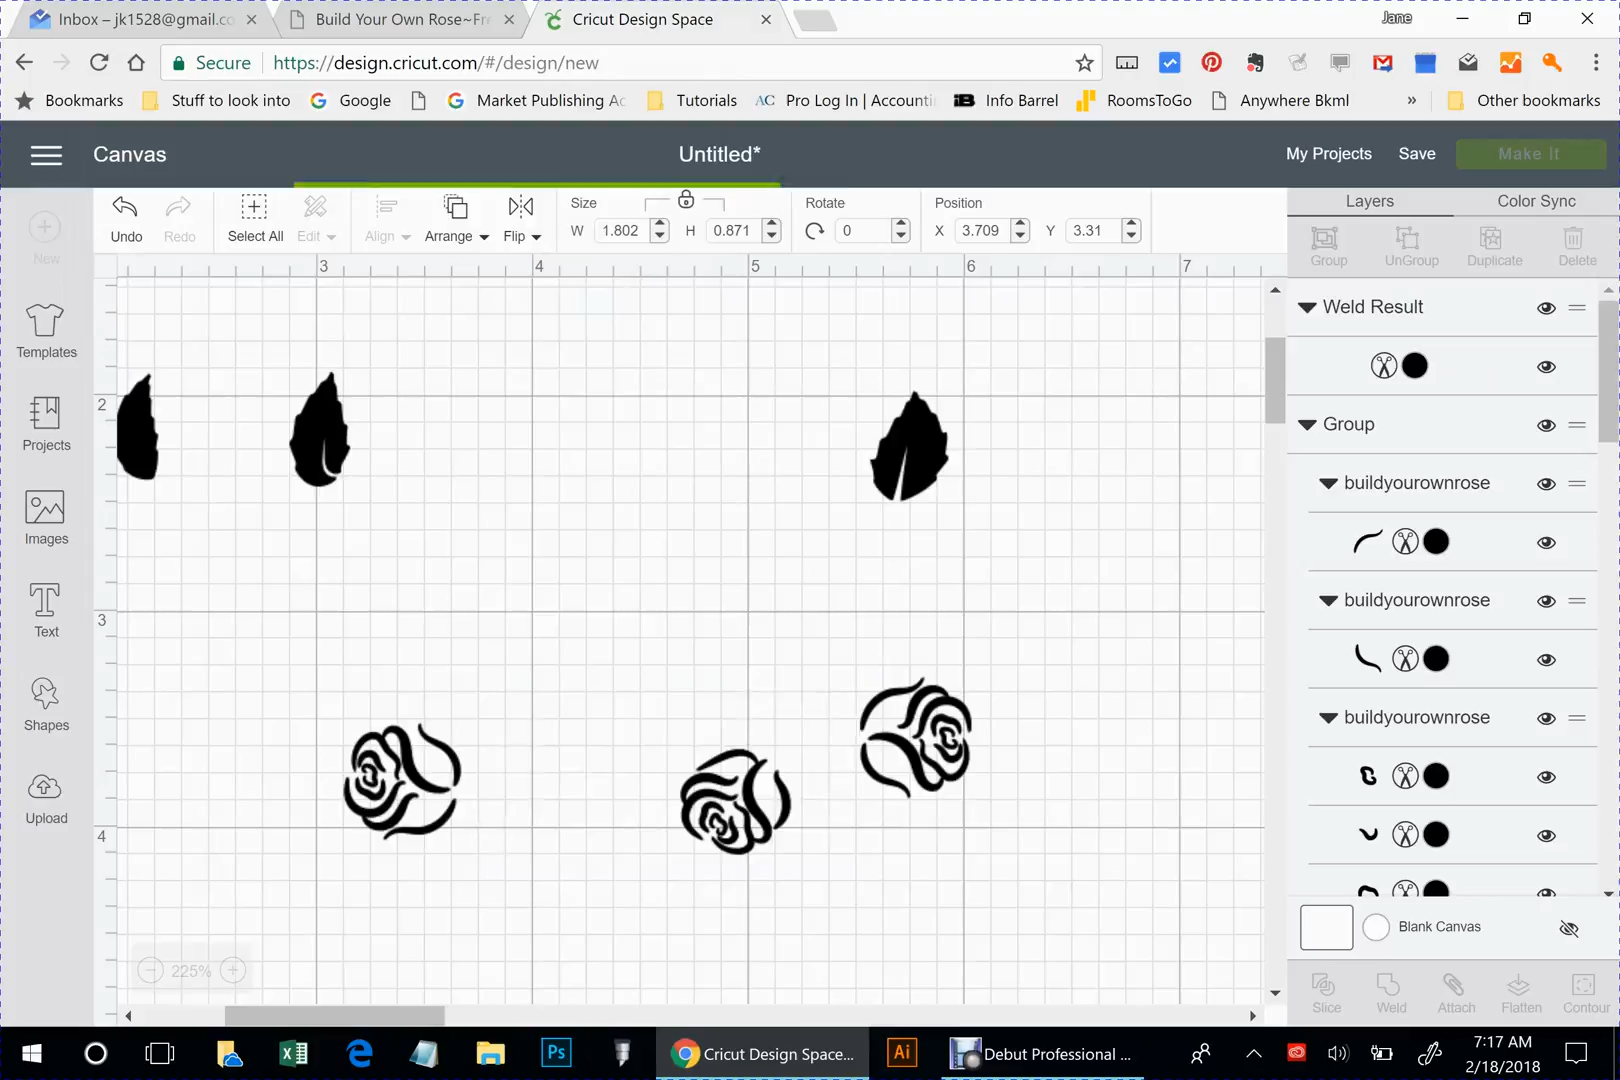 Inbox – jk1528@gmail.co
Build Your Own Rose~Fre
Cricut Design Space
Jane
Secure
https://design.cricut.com/#/design/new
Bookmarks
Stuff to look into
Google
Market Publishing Ac
Tutorials
AC Pro Log In | Accounti
iB Info Barrel
RoomsToGo
Anywhere Bkml
»
Other bookmarks
Canvas
Untitled*
My Projects
Save
Make It
Undo
Redo
Select All
Edit
Align
Arrange
Flip
Size
W 1.802
H 0.871
Rotate
0
Position
X 3.709
Y 3.31
Layers
Color Sync
Group
UnGroup
Duplicate
Delete
New
Templates
Projects
Images
Text
Shapes
Upload
3 4 5 6 7
2
3
4
225%
Weld Result
Group
buildyourownrose
buildyourownrose
buildyourownrose
Blank Canvas
Slice
Weld
Attach
Flatten
Contour
Ps
Cricut Design Space...
Ai
Debut Professional ...
7:17 AM
2/18/2018